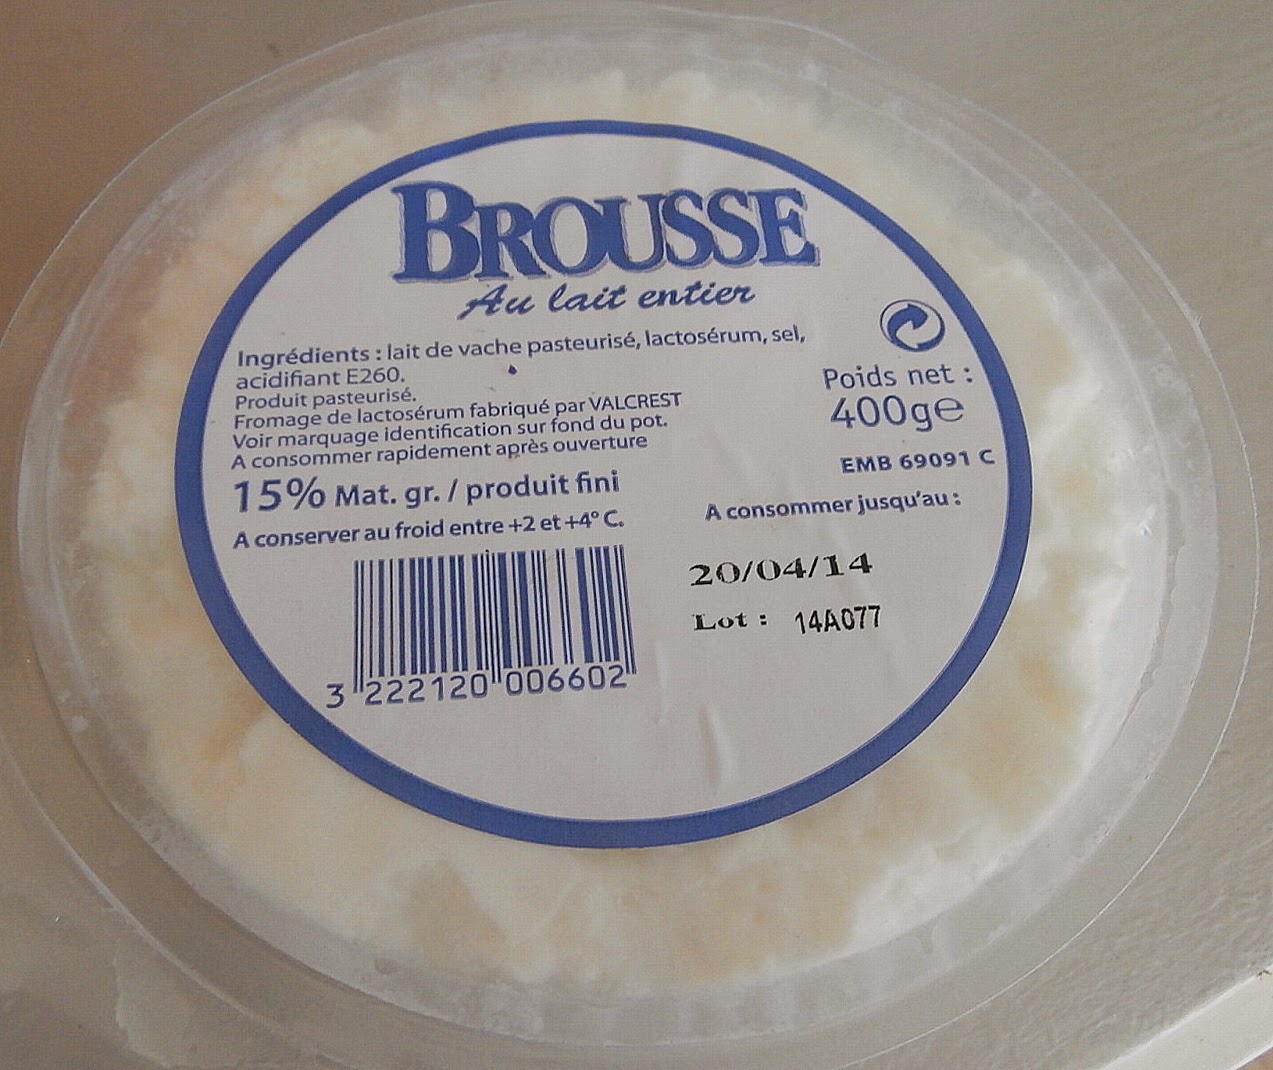 BROUSSE
Au lait entier
Ingrédients : lait de vache pasteurisé, lactosérum, sel,
acidifiant E260.
Produit pasteurisé.
Fromage de lactosérum fabriqué par VALCREST
Voir marquage identification sur fond du pot.
A consommer rapidement après ouverture
15% Mat. gr. / produit fini
A conserver au froid entre +2 et +4° C.
3 222120 006602
Poids net :
400g e
EMB 69091 C
A consommer jusqu'au :
20/04/14
Lot : 14A077